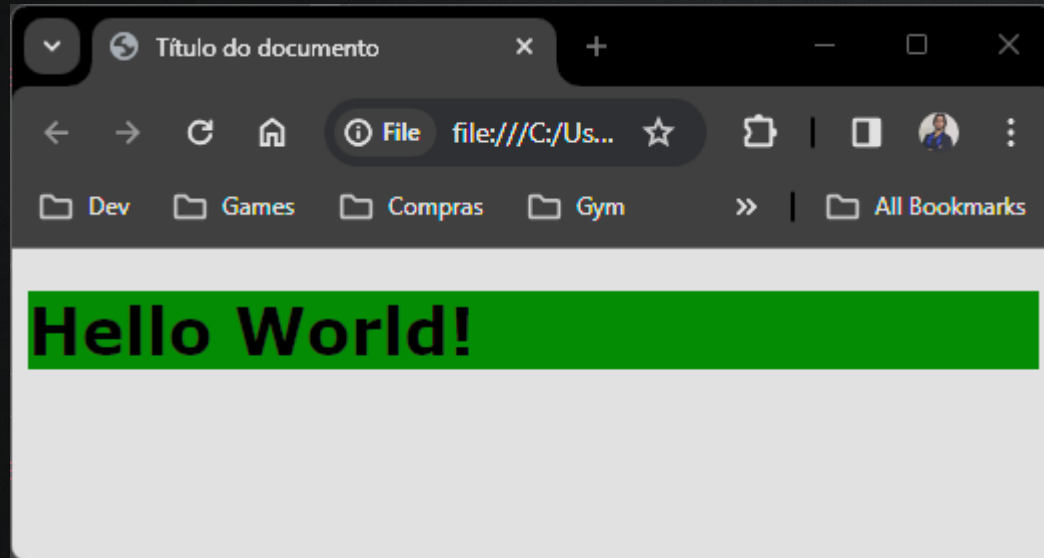 Título do documento
File file:///C:/Us...
Dev Games Compras Gym All Bookmarks
Hello World!